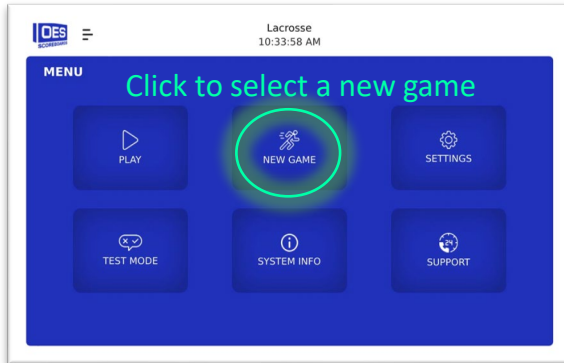 OES
SCOREBOARDS
Lacrosse
10:33:58 AM
MENU
Click to select a new game
PLAY
NEW GAME
SETTINGS
TEST MODE
SYSTEM INFO
24
SUPPORT